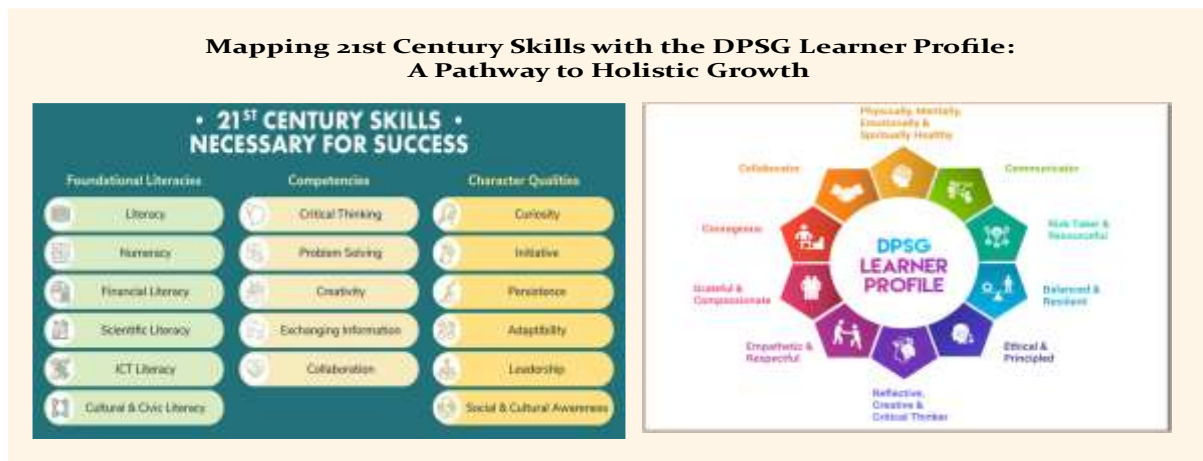 Mapping 21st Century Skills with the DPSG Learner Profile:
A Pathway to Holistic Growth
• 21ST CENTURY SKILLS •
NECESSARY FOR SUCCESS
Foundational Literacies
Literacy
Numeracy
Financial Literacy
Scientific Literacy
ICT Literacy
Cultural & Civic Literacy
Competencies
Critical Thinking
Problem Solving
Creativity
Exchanging Information
Collaboration
Character Qualities
Curiosity
Initiative
Persistence
Adaptibility
Leadership
Social & Cultural Awareness
DPSG
LEARNER
PROFILE
Physically, Mentally,
Emotionally &
Spiritually Healthy
Communicator
Risk Taker &
Resourceful
Balanced &
Resilient
Ethical &
Principled
Reflective,
Creative &
Critical Thinker
Empathetic &
Respectful
Grateful &
Compassionate
Courageous
Collaborator